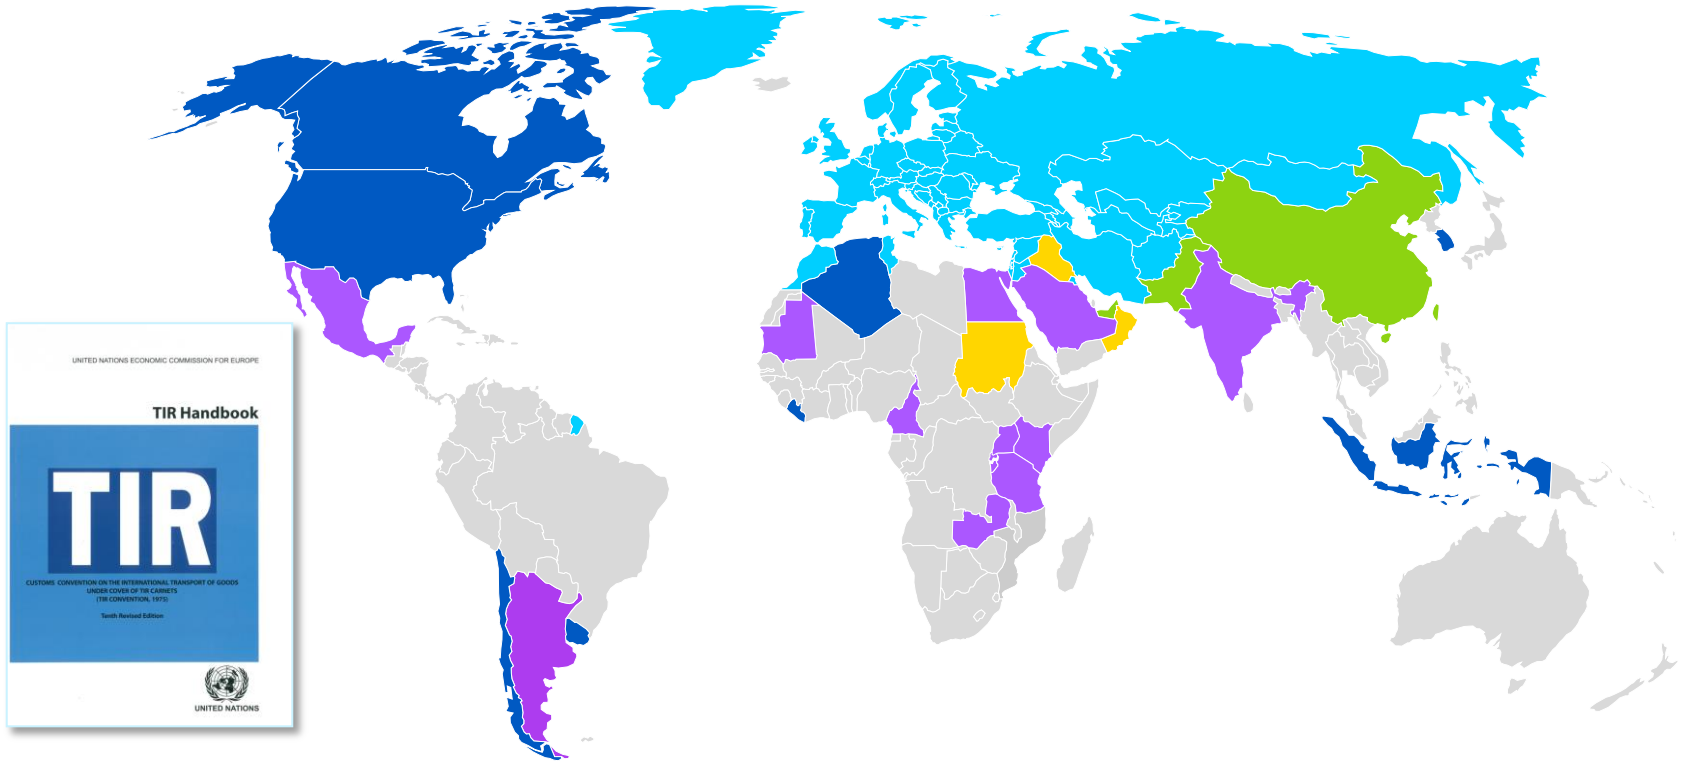 UNITED NATIONS ECONOMIC COMMISSION FOR EUROPE
TIR Handbook
TIR
CUSTOMS CONVENTION ON THE INTERNATIONAL TRANSPORT OF GOODS
UNDER COVER OF TIR CARNETS
(TIR CONVENTION, 1975)
Tenth Revised Edition
UNITED NATIONS